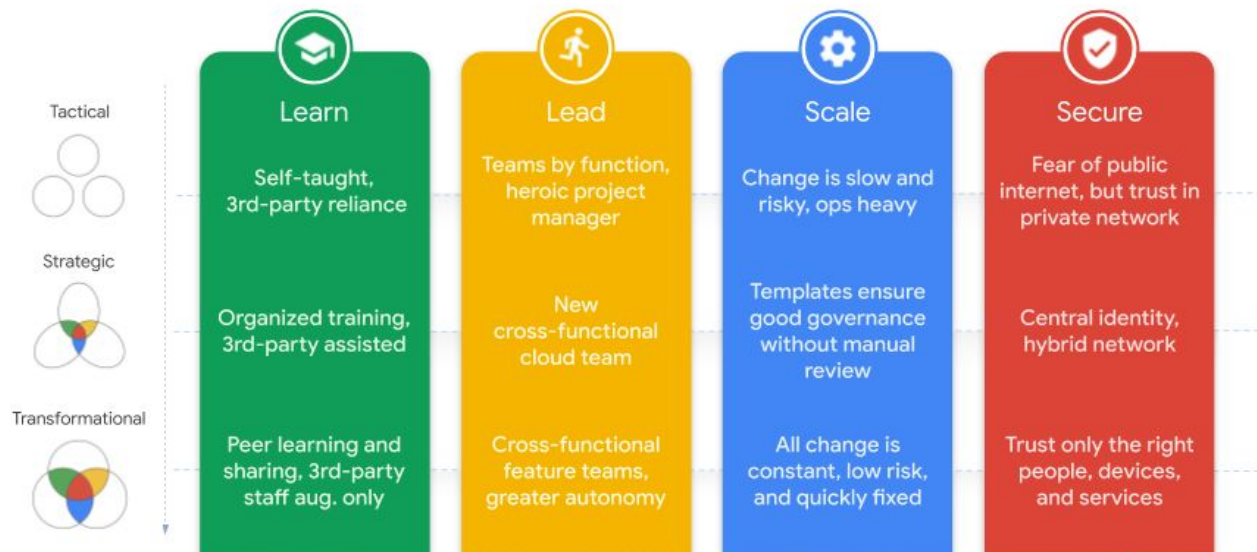 Learn
Lead
Scale
Secure
Tactical
Self-taught,
3rd-party reliance
Teams by function,
heroic project
manager
Change is slow and
risky, ops heavy
Fear of public
internet, but trust in
private network
Strategic
Organized training,
3rd-party assisted
New
cross-functional
cloud team
Templates ensure
good governance
without manual
review
Central identity,
hybrid network
Transformational
Peer learning and
sharing, 3rd-party
staff aug. only
Cross-functional
feature teams,
greater autonomy
All change is
constant, low risk,
and quickly fixed
Trust only the right
people, devices,
and services